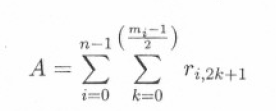 $$A = \sum_{i=0}^{n-1} \sum_{k=0}^{\left(\frac{m_i-1}{2}\right)} r_{i,2k+1}$$